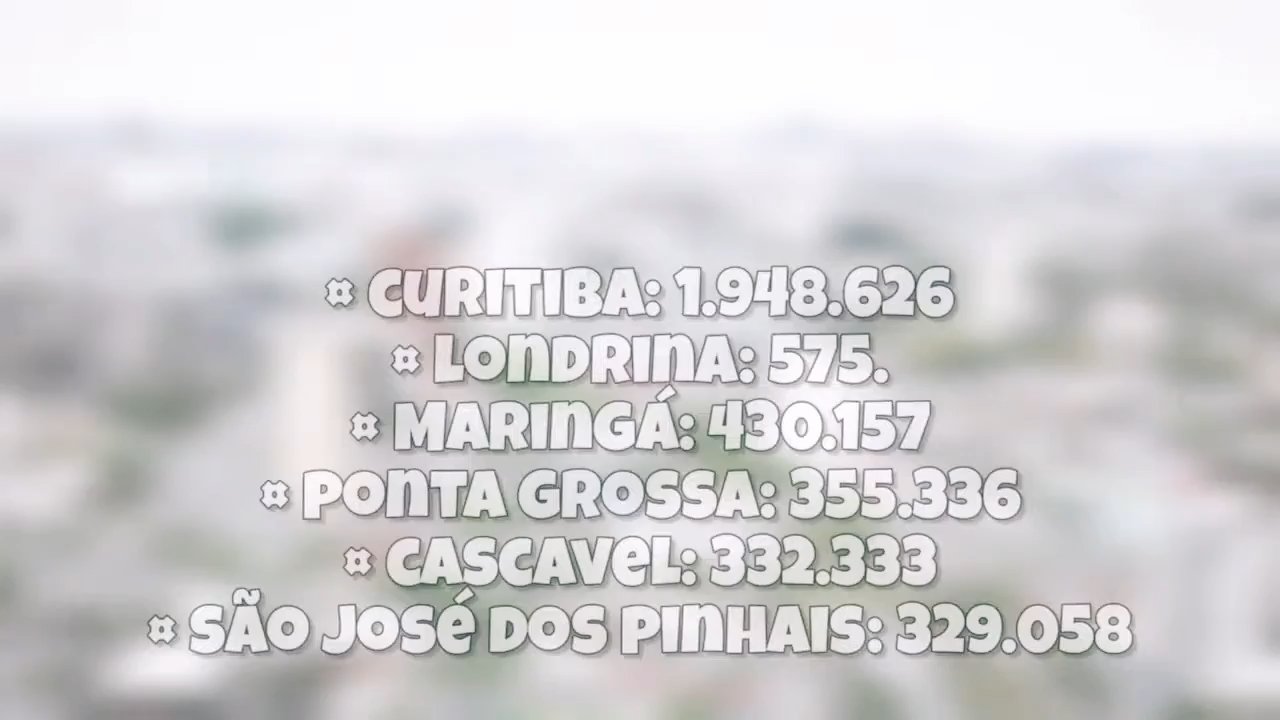 ¤ Curitiba: 1.948.626
¤ Londrina: 575.
¤ Maringá: 430.157
¤ Ponta Grossa: 355.336
¤ Cascavel: 332.333
¤ São José dos Pinhais: 329.058